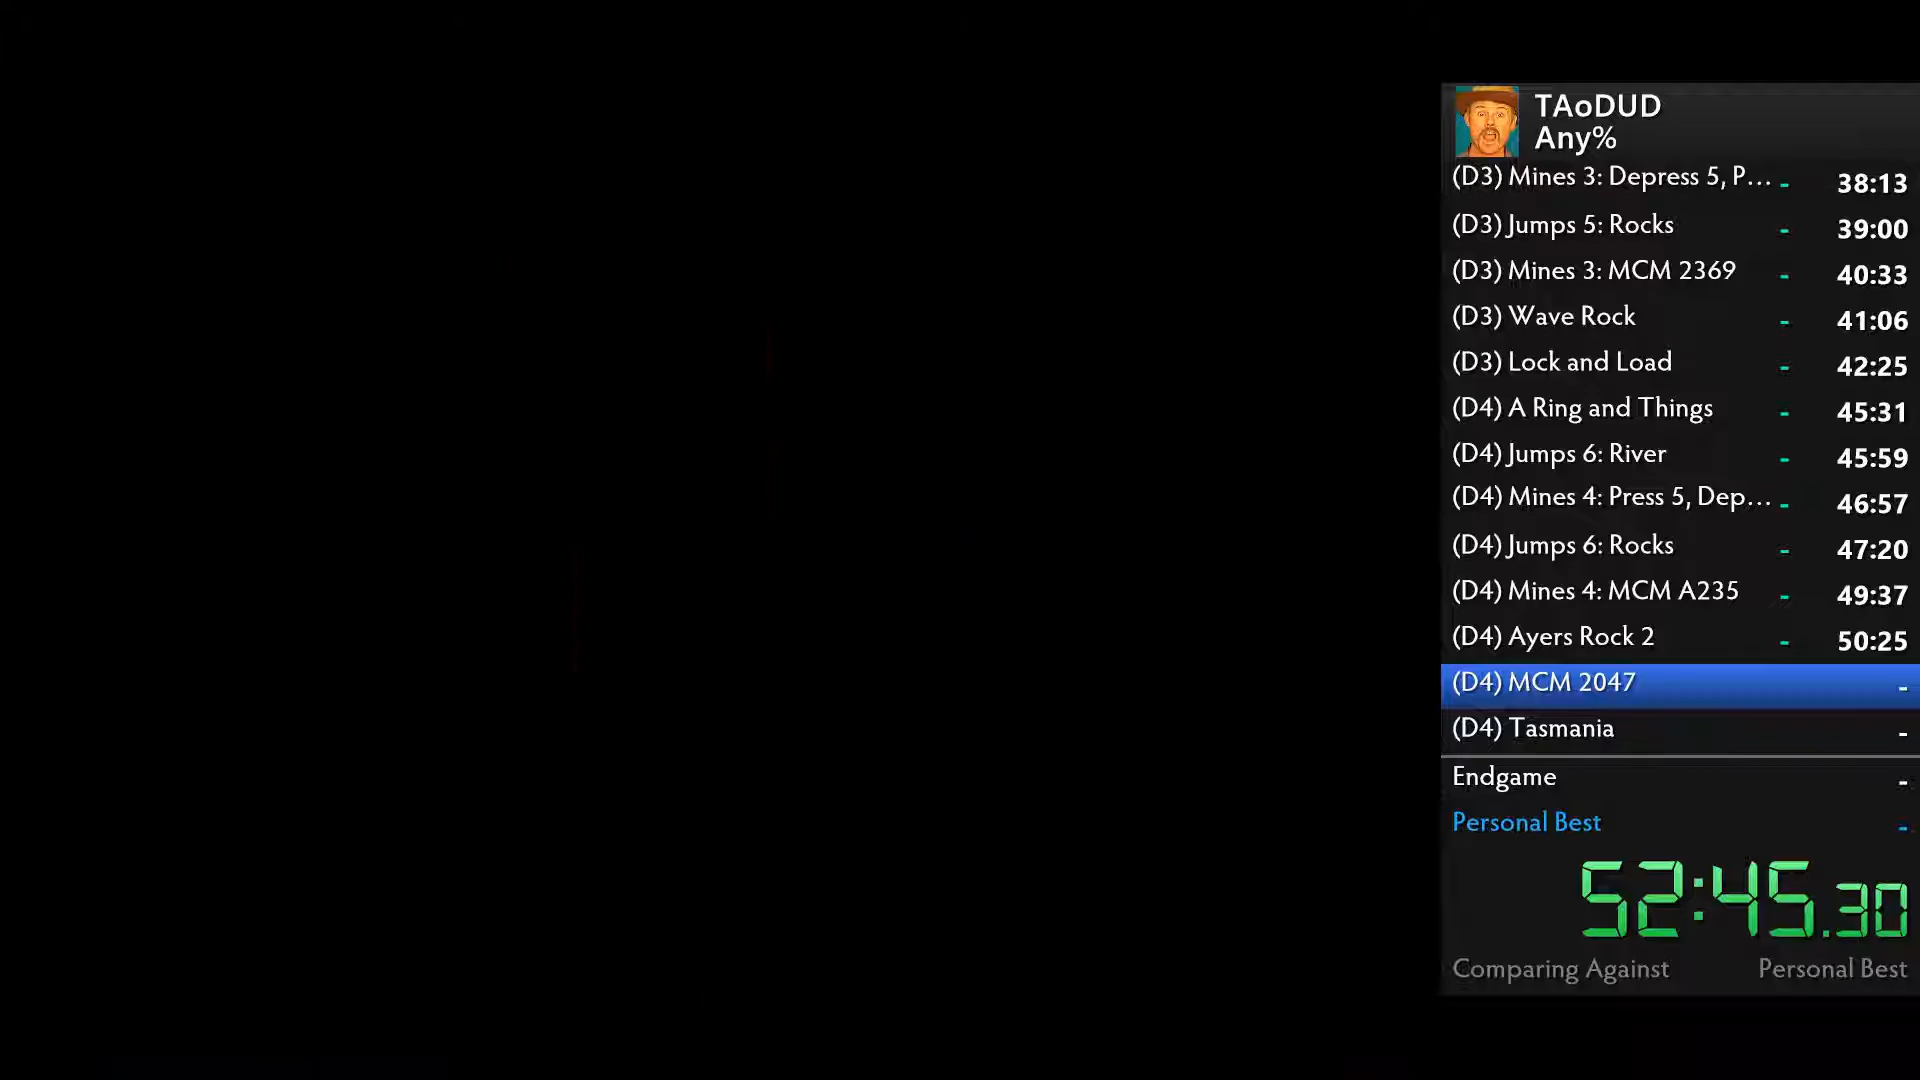 TAoDUD
Any%
(D3) Mines 3: Depress 5, P... - 38:13
(D3) Jumps 5: Rocks - 39:00
(D3) Mines 3: MCM 2369 - 40:33
(D3) Wave Rock - 41:06
(D3) Lock and Load - 42:25
(D4) A Ring and Things - 45:31
(D4) Jumps 6: River - 45:59
(D4) Mines 4: Press 5, Dep... - 46:57
(D4) Jumps 6: Rocks - 47:20
(D4) Mines 4: MCM A235 - 49:37
(D4) Ayers Rock 2 - 50:25
(D4) MCM 2047 -
(D4) Tasmania -
Endgame -
Personal Best -
52:45.30
Comparing Against Personal Best